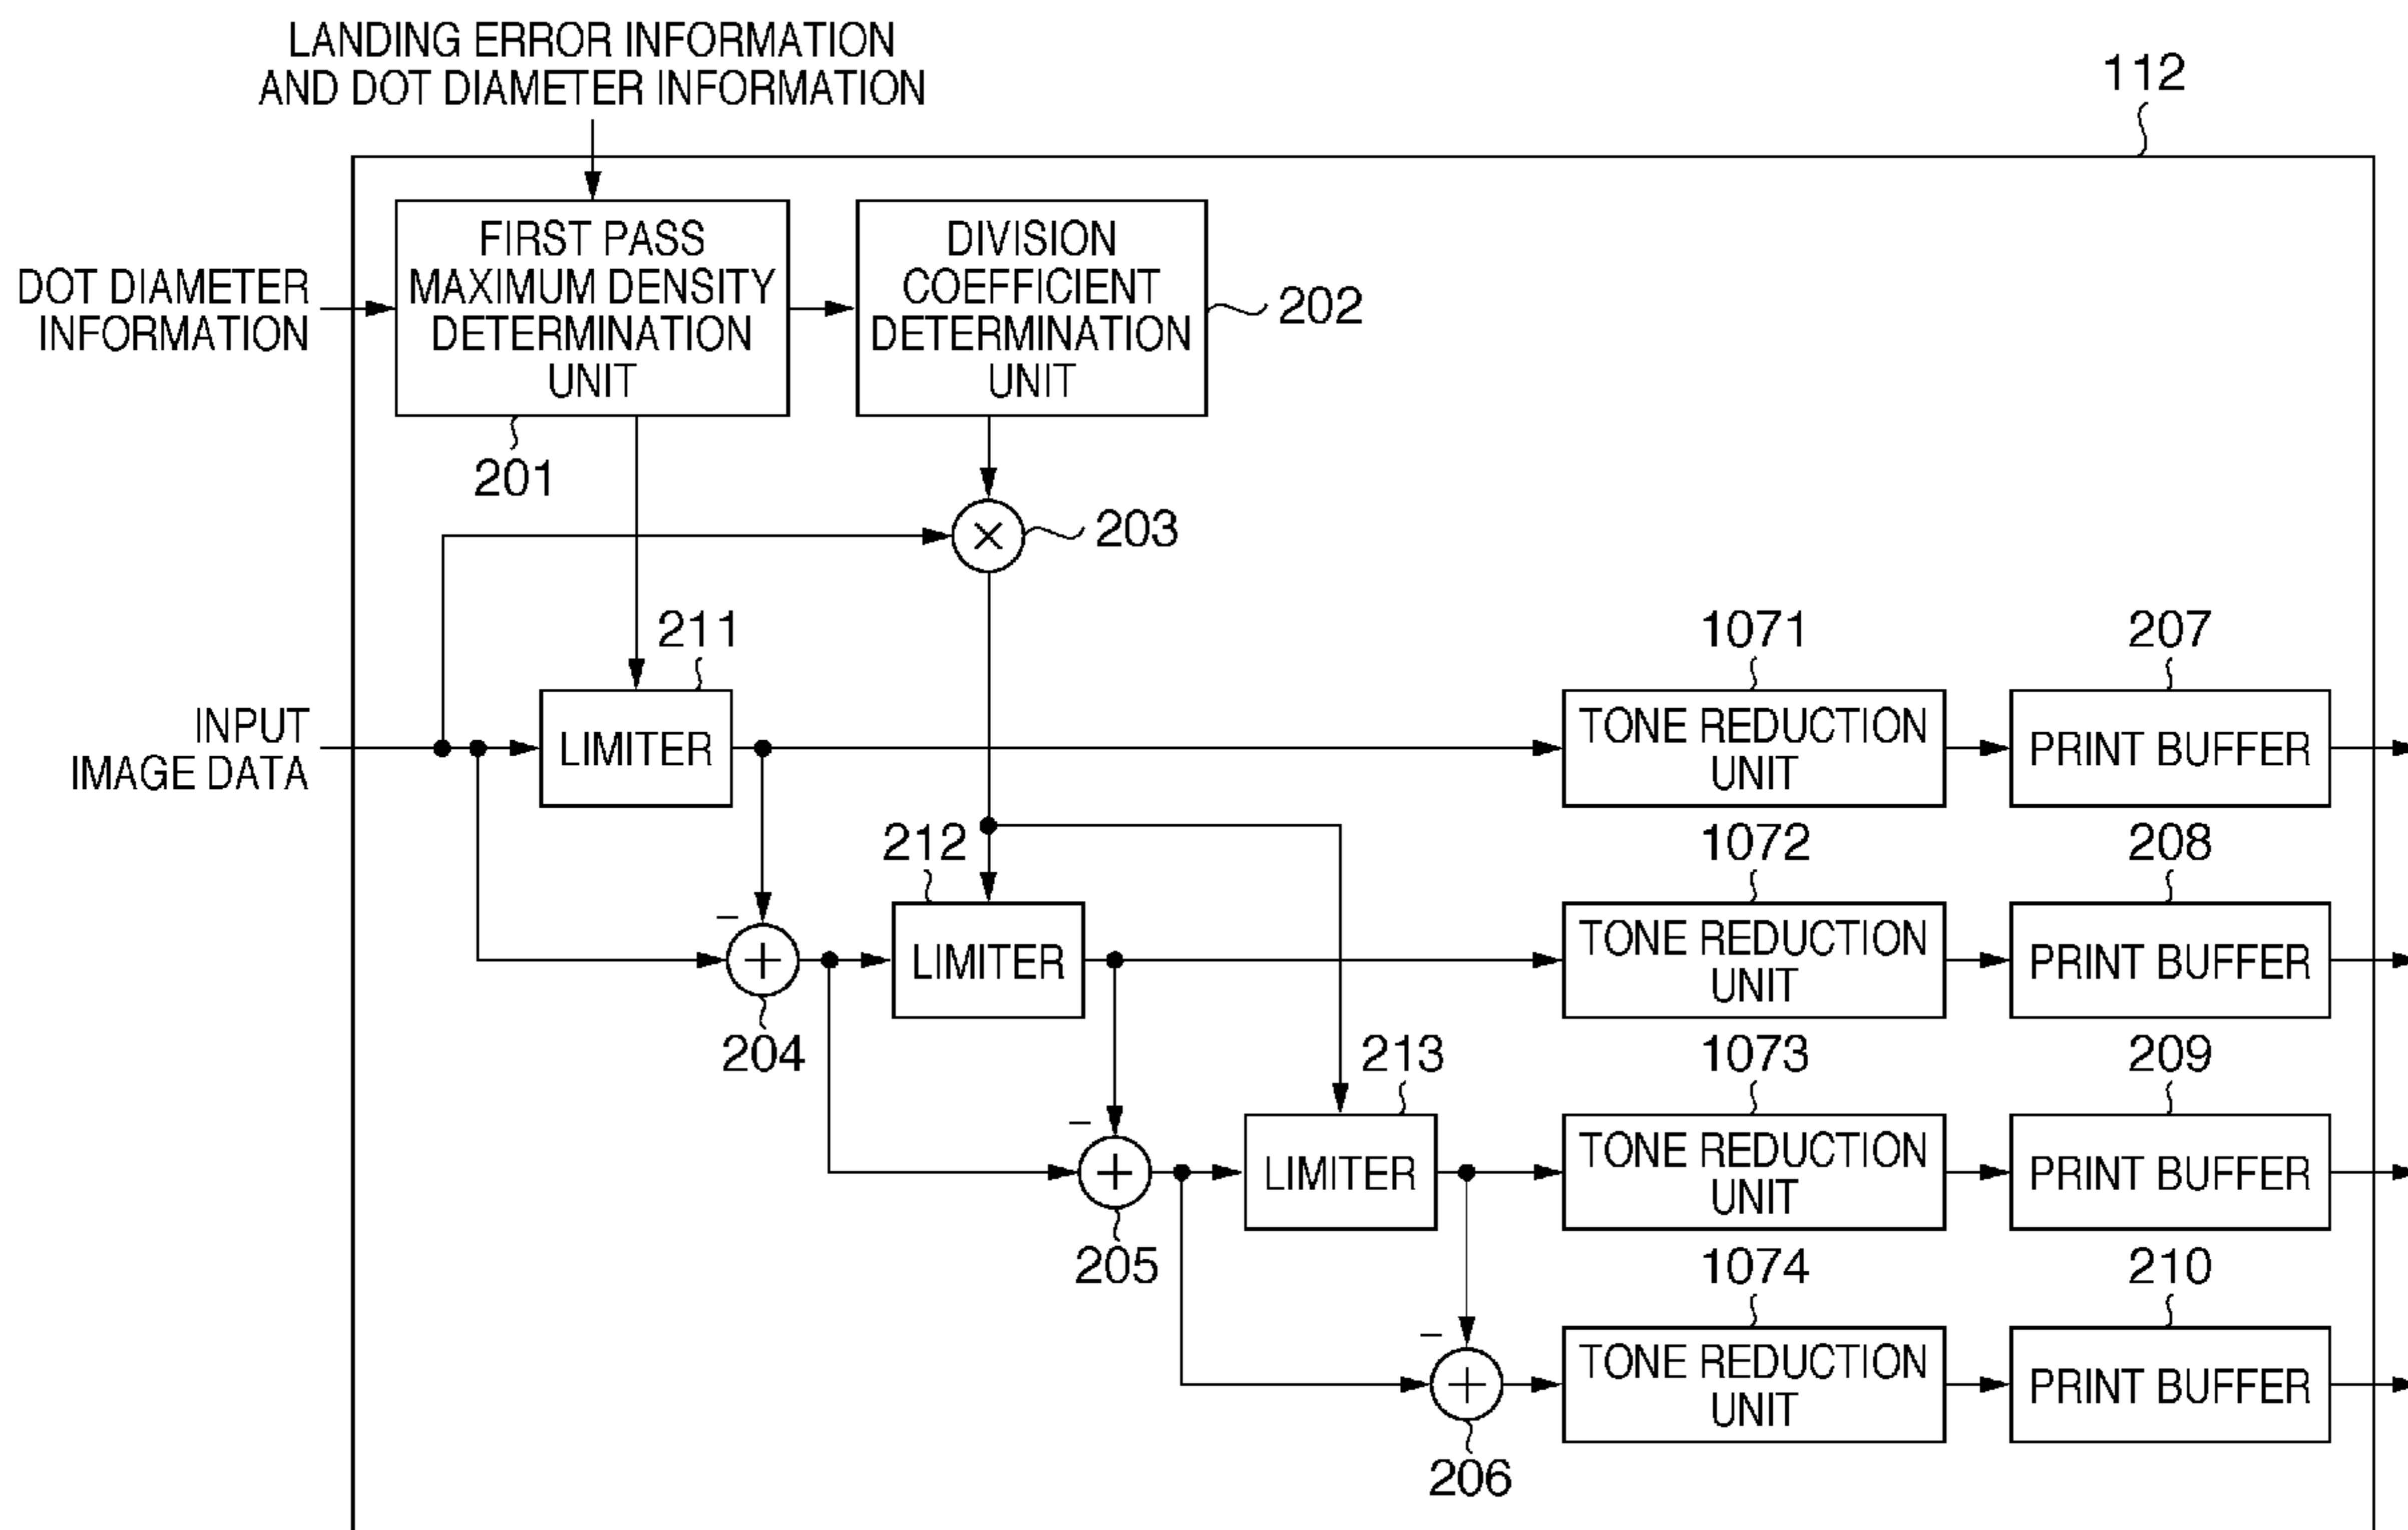 LANDING ERROR INFORMATION
AND DOT DIAMETER INFORMATION
112
DOT DIAMETER
INFORMATION
FIRST PASS
MAXIMUM DENSITY
DETERMINATION
UNIT
201
DIVISION
COEFFICIENT
DETERMINATION
UNIT
202
×
203
INPUT
IMAGE DATA
211
LIMITER
1071
TONE REDUCTION
UNIT
207
PRINT BUFFER
−
+
204
212
LIMITER
1072
TONE REDUCTION
UNIT
208
PRINT BUFFER
−
+
205
213
LIMITER
1073
TONE REDUCTION
UNIT
209
PRINT BUFFER
−
+
206
1074
TONE REDUCTION
UNIT
210
PRINT BUFFER